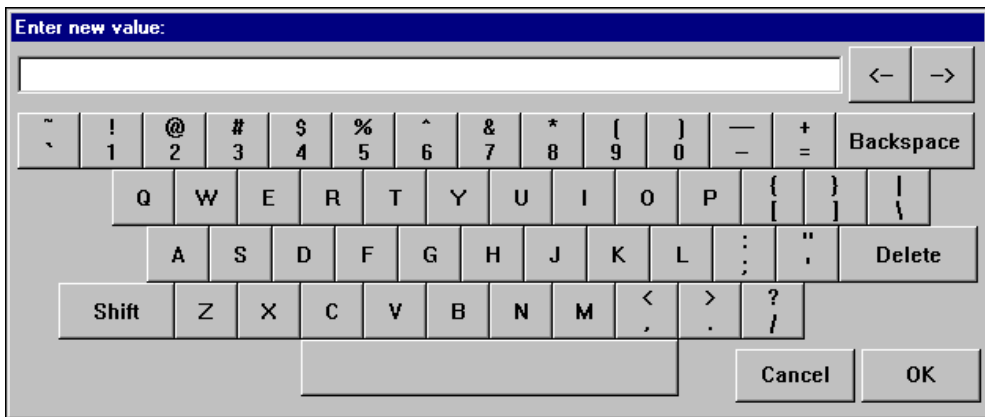 Enter new value:
<- ->
~ ! @ # $ % ^ & * ( ) — +
` 1 2 3 4 5 6 7 8 9 0 – = Backspace
Q W E R T Y U I O P { } |
[ ] \
A S D F G H J K L : " Delete
; '
Shift Z X C V B N M < > ?
, . /
Cancel OK